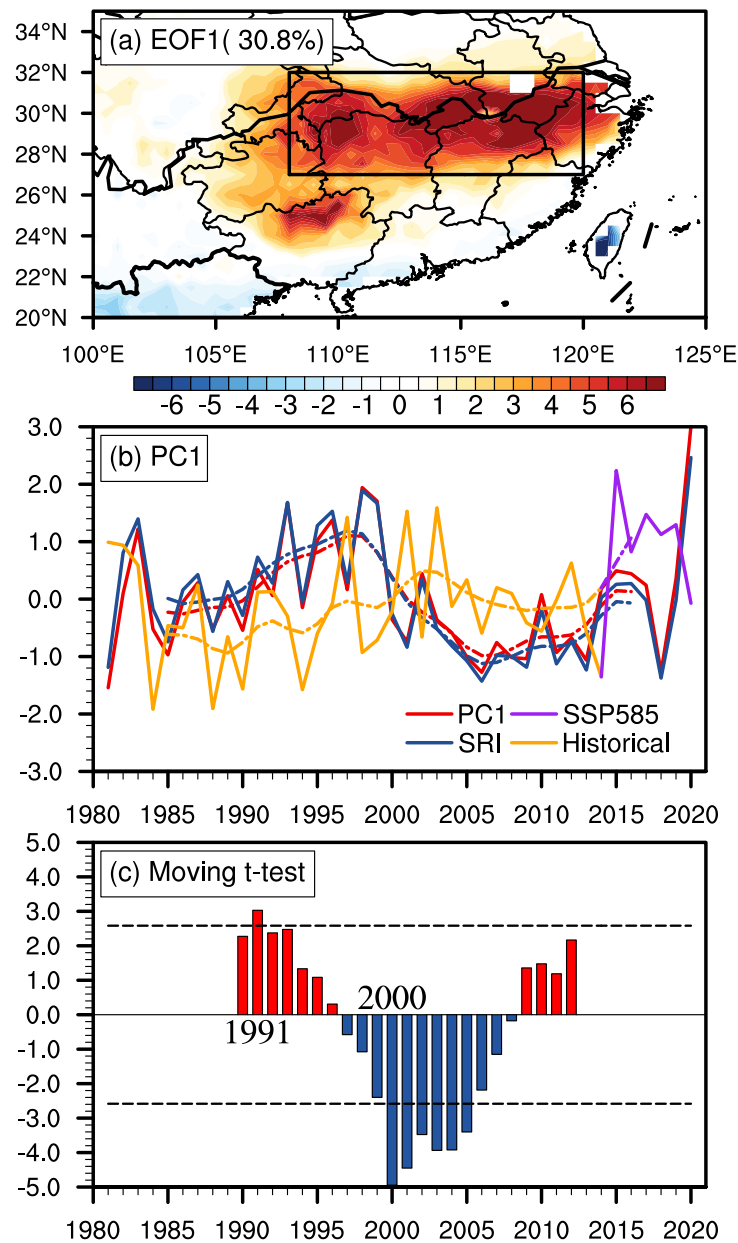 (a) EOF1( 30.8%)
34°N
32°N
30°N
28°N
26°N
24°N
22°N
20°N
100°E 105°E 110°E 115°E 120°E 125°E
-6 -5 -4 -3 -2 -1 0 1 2 3 4 5 6
(b) PC1
3.0
2.0
1.0
0.0
-1.0
-2.0
-3.0
PC1 SSP585
SRI Historical
1980 1985 1990 1995 2000 2005 2010 2015 2020
(c) Moving t-test
5.0
4.0
3.0
2.0
1.0
0.0
-1.0
-2.0
-3.0
-4.0
-5.0
2000
1991
1980 1985 1990 1995 2000 2005 2010 2015 2020